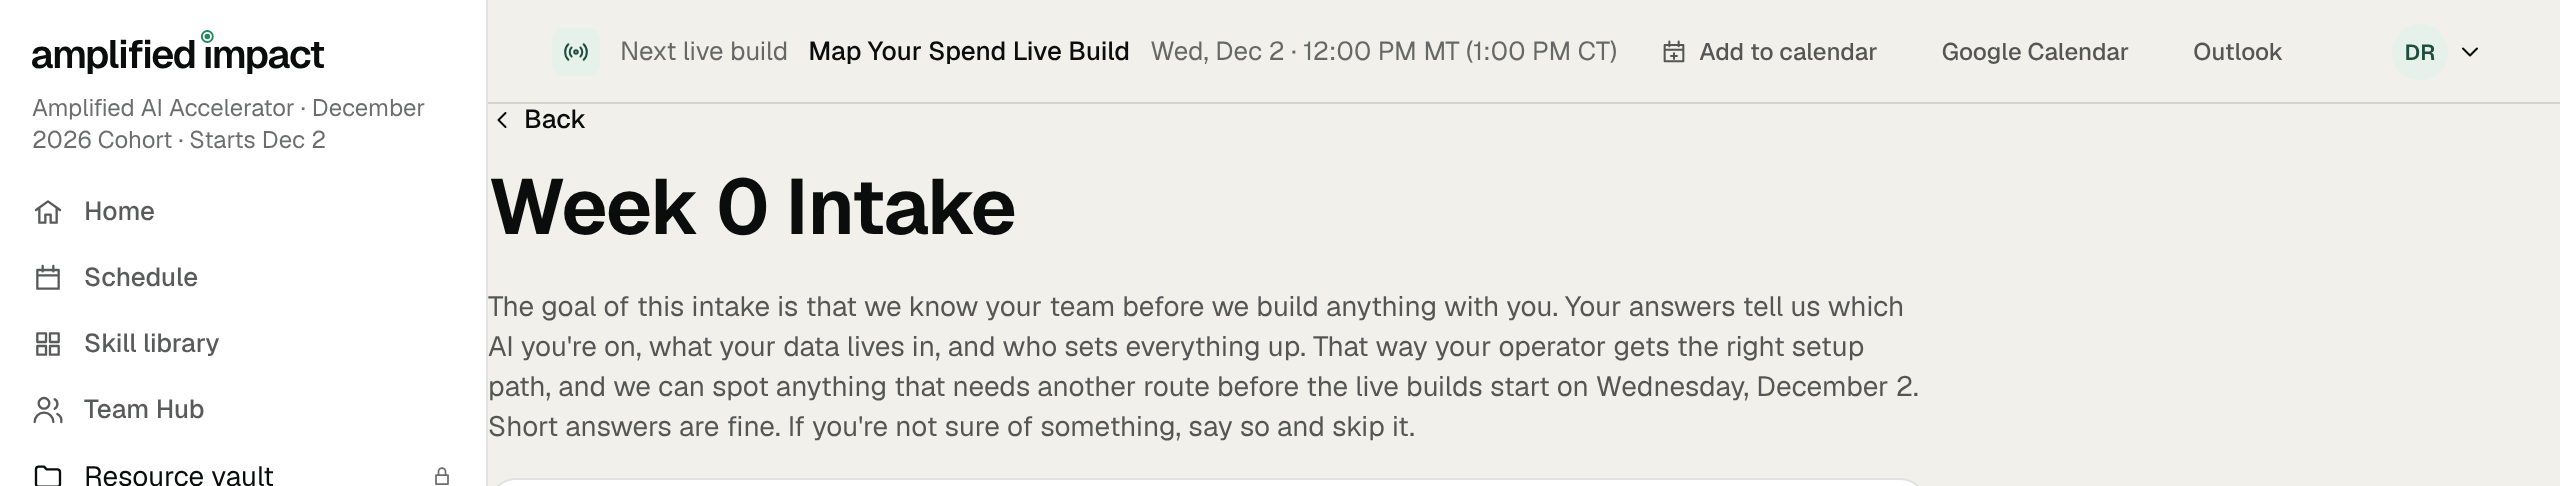 amplified impact
Amplified AI Accelerator · December
2026 Cohort · Starts Dec 2
Home
Schedule
Skill library
Team Hub
Resource vault
Next live build Map Your Spend Live Build Wed, Dec 2 · 12:00 PM MT (1:00 PM CT) Add to calendar Google Calendar Outlook DR
Back
Week 0 Intake
The goal of this intake is that we know your team before we build anything with you. Your answers tell us which
AI you're on, what your data lives in, and who sets everything up. That way your operator gets the right setup
path, and we can spot anything that needs another route before the live builds start on Wednesday, December 2.
Short answers are fine. If you're not sure of something, say so and skip it.